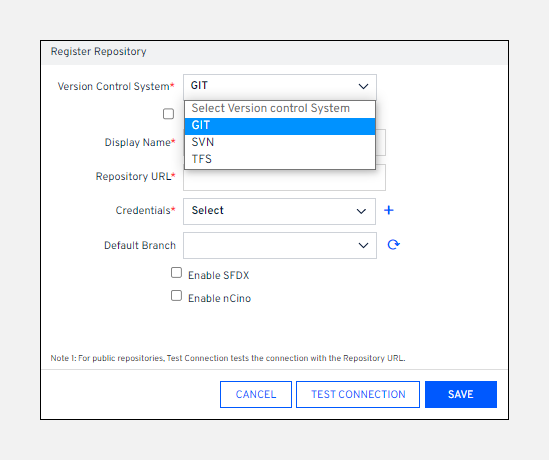 Register Repository
Version Control System* GIT
Select Version control System
GIT
Display Name* SVN
TFS
Repository URL*
Credentials* Select +
Default Branch
Enable SFDX
Enable nCino
Note 1: For public repositories, Test Connection tests the connection with the Repository URL.
CANCEL TEST CONNECTION SAVE